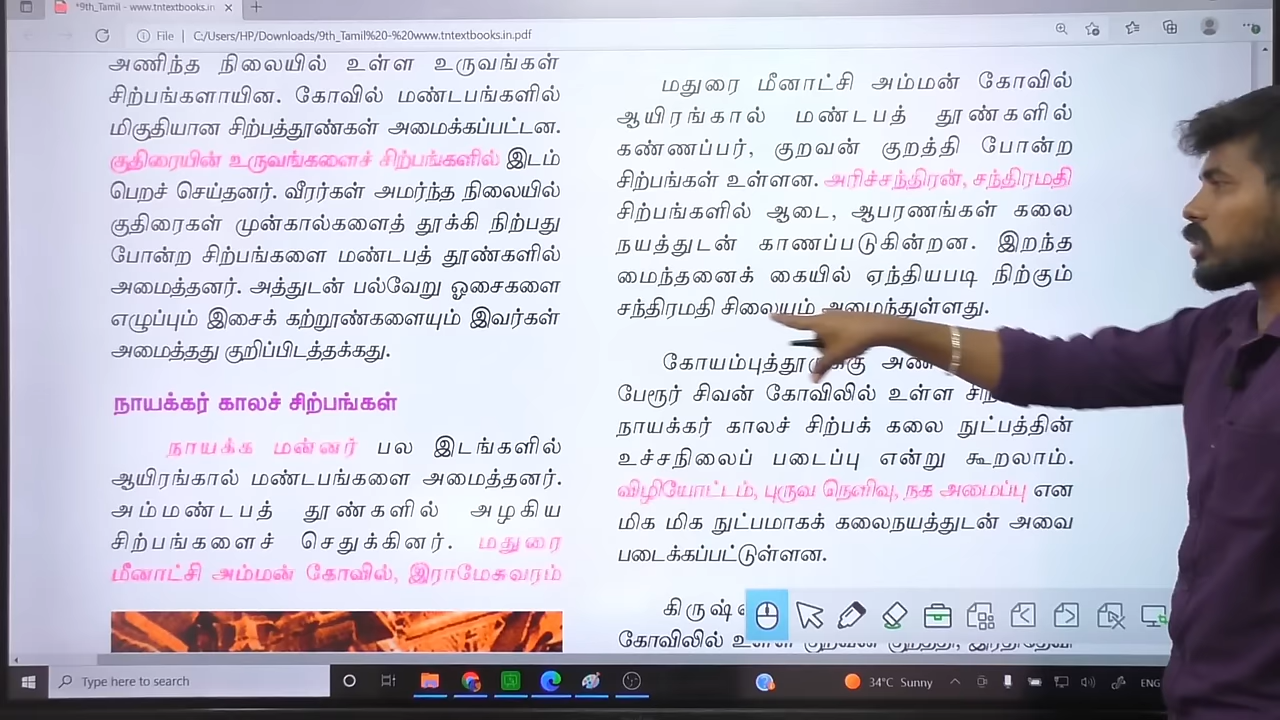 *9th_Tamil - www.tntextbooks.in
File
C:/Users/HP/Downloads/9th_Tamil%20-%20www.tntextbooks.in.pdf
அணிந்த நிலையில் உள்ள உருவங்கள்
சிற்பங்களாயின. கோவில் மண்டபங்களில்
மிகுதியான சிற்பத்தூண்கள் அமைக்கப்பட்டன.
குதிரையின் உருவங்களைச் சிற்பங்களில் இடம்
பெறச் செய்தனர். வீரர்கள் அமர்ந்த நிலையில்
குதிரைகள் முன்கால்களைத் தூக்கி நிற்பது
போன்ற சிற்பங்களை மண்டபத் தூண்களில்
அமைத்தனர். அத்துடன் பல்வேறு ஓசைகளை
எழுப்பும் இசைக் கற்றூண்களையும் இவர்கள்
அமைத்தது குறிப்பிடத்தக்கது.
நாயக்கர் காலச் சிற்பங்கள்
நாயக்க மன்னர் பல இடங்களில்
ஆயிரங்கால் மண்டபங்களை அமைத்தனர்.
அம்மண்டபத் தூண்களில் அழகிய
சிற்பங்களைச் செதுக்கினர். மதுரை
மீனாட்சி அம்மன் கோவில், இராமேசுவரம்
மதுரை மீனாட்சி அம்மன் கோவில்
ஆயிரங்கால் மண்டபத் தூண்களில்
கண்ணப்பர், குறவன் குறத்தி போன்ற
சிற்பங்கள் உள்ளன. அரிச்சந்திரன், சந்திரமதி
சிற்பங்களில் ஆடை, ஆபரணங்கள் கலை
நயத்துடன் காணப்படுகின்றன. இறந்த
மைந்தனைக் கையில் ஏந்தியபடி நிற்கும்
சந்திரமதி சிலையும் அமைந்துள்ளது.
கோயம்புத்தூருக்கு
பேரூர் சிவன் கோவிலில் உள்ள
நாயக்கர் காலச் சிற்பக் கலை நுட்பத்தின்
உச்சநிலைப் படைப்பு என்று கூறலாம்.
விழியோட்டம், புருவ நெளிவு, நக அமைப்பு என
மிக மிக நுட்பமாகக் கலைநயத்துடன் அவை
படைக்கப்பட்டுள்ளன.
கோவிலில்
Type here to search
34°C Sunny
ENG